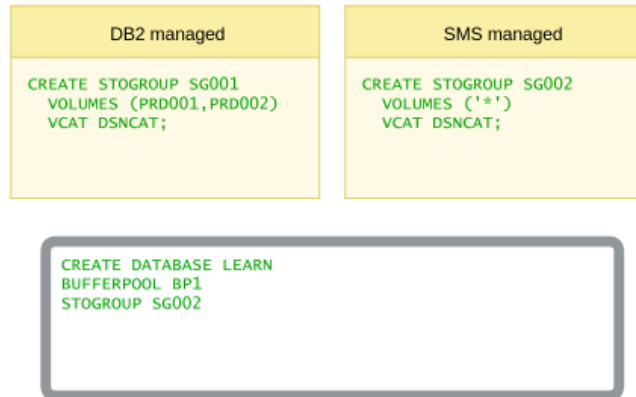 DB2 managed
CREATE STOGROUP SG001
VOLUMES (PRD001,PRD002)
VCAT DSNCAT;
SMS managed
CREATE STOGROUP SG002
VOLUMES ('*')
VCAT DSNCAT;
CREATE DATABASE LEARN
BUFFERPOOL BP1
STOGROUP SG002